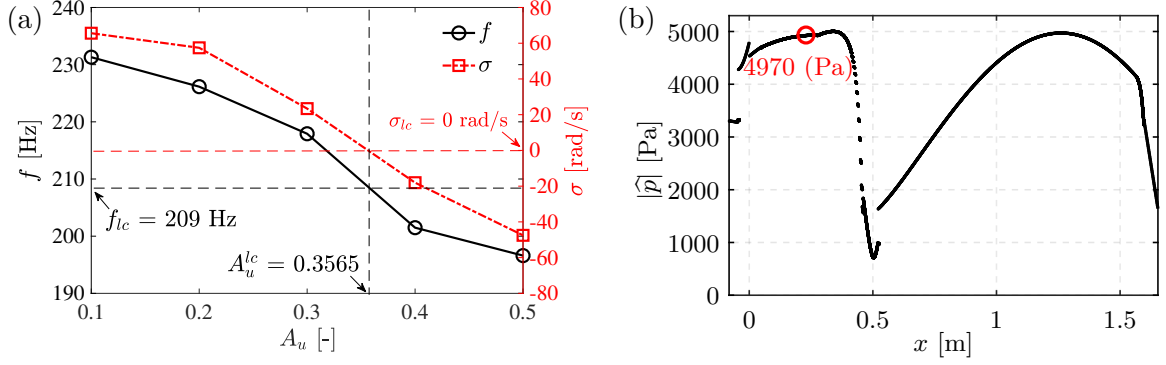 (a)
240
230
220
210
200
190
f [Hz]
0.1
0.2
0.3
0.4
0.5
A_u [-]
80
60
40
20
0
-20
-40
-60
-80
σ [rad/s]
f
σ
σ_lc = 0 rad/s
f_lc = 209 Hz
A_u^lc = 0.3565
(b)
5000
4000
3000
2000
1000
0
|p̂| [Pa]
4970 (Pa)
0
0.5
1
1.5
x [m]